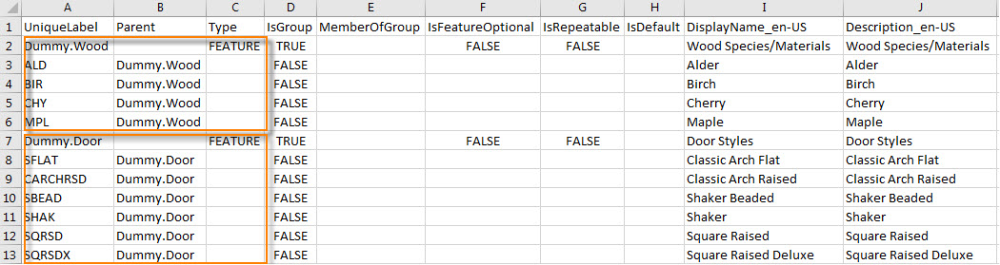 A B C D E F G H I J
1 UniqueLabel Parent Type IsGroup MemberOfGroup IsFeatureOptional IsRepeatable IsDefault DisplayName_en-US Description_en-US
2 Dummy.Wood FEATURE TRUE FALSE FALSE Wood Species/Materials Wood Species/Materials
3 ALD Dummy.Wood FALSE Alder Alder
4 BIR Dummy.Wood FALSE Birch Birch
5 CHY Dummy.Wood FALSE Cherry Cherry
6 MPL Dummy.Wood FALSE Maple Maple
7 Dummy.Door FEATURE TRUE FALSE FALSE Door Styles Door Styles
8 SFLAT Dummy.Door FALSE Classic Arch Flat Classic Arch Flat
9 CARCHRSD Dummy.Door FALSE Classic Arch Raised Classic Arch Raised
10 SBEAD Dummy.Door FALSE Shaker Beaded Shaker Beaded
11 SHAK Dummy.Door FALSE Shaker Shaker
12 SQRSD Dummy.Door FALSE Square Raised Square Raised
13 SQRSDX Dummy.Door FALSE Square Raised Deluxe Square Raised Deluxe